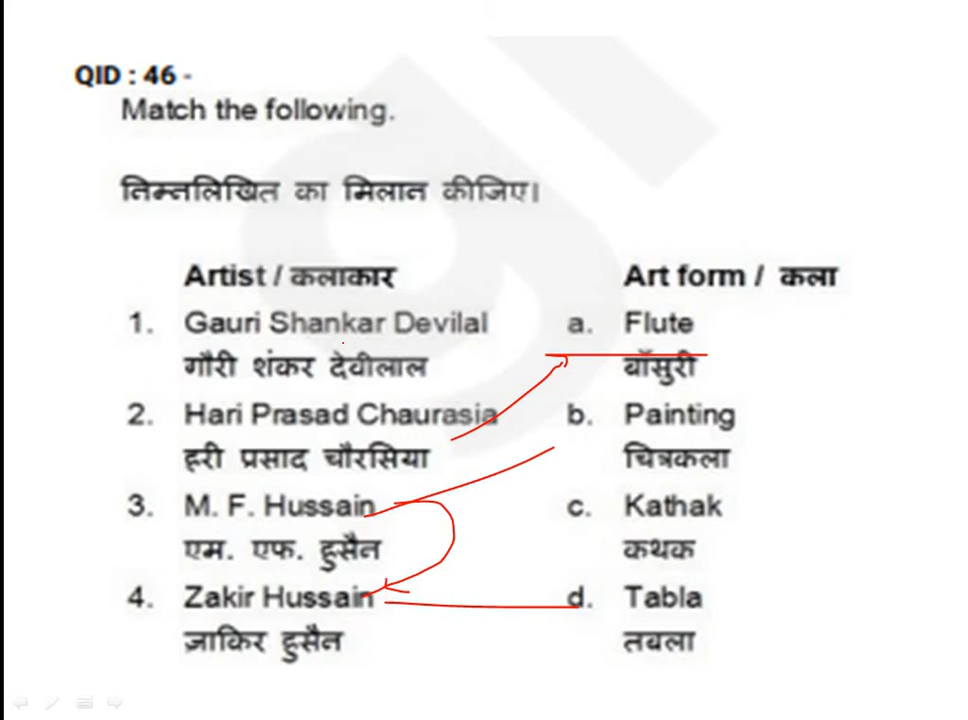 QID : 46 -
Match the following.
निम्नलिखित का मिलान कीजिए।
Artist / कलाकार Art form / कला
1. Gauri Shankar Devilal a. Flute
गौरी शंकर देवीलाल बाँसुरी
2. Hari Prasad Chaurasia b. Painting
हरी प्रसाद चौरसिया चित्रकला
3. M. F. Hussain c. Kathak
एम. एफ. हुसैन कथक
4. Zakir Hussain d. Tabla
ज़ाकिर हुसैन तबला